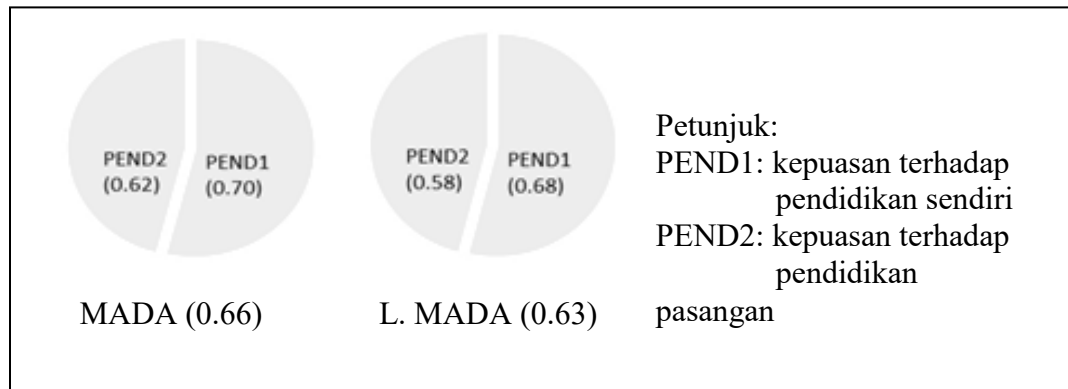 PEND2
(0.62)
PEND1
(0.70)
MADA (0.66)
PEND2
(0.58)
PEND1
(0.68)
L. MADA (0.63)
Petunjuk:
PEND1: kepuasan terhadap
pendidikan sendiri
PEND2: kepuasan terhadap
pendidikan
pasangan